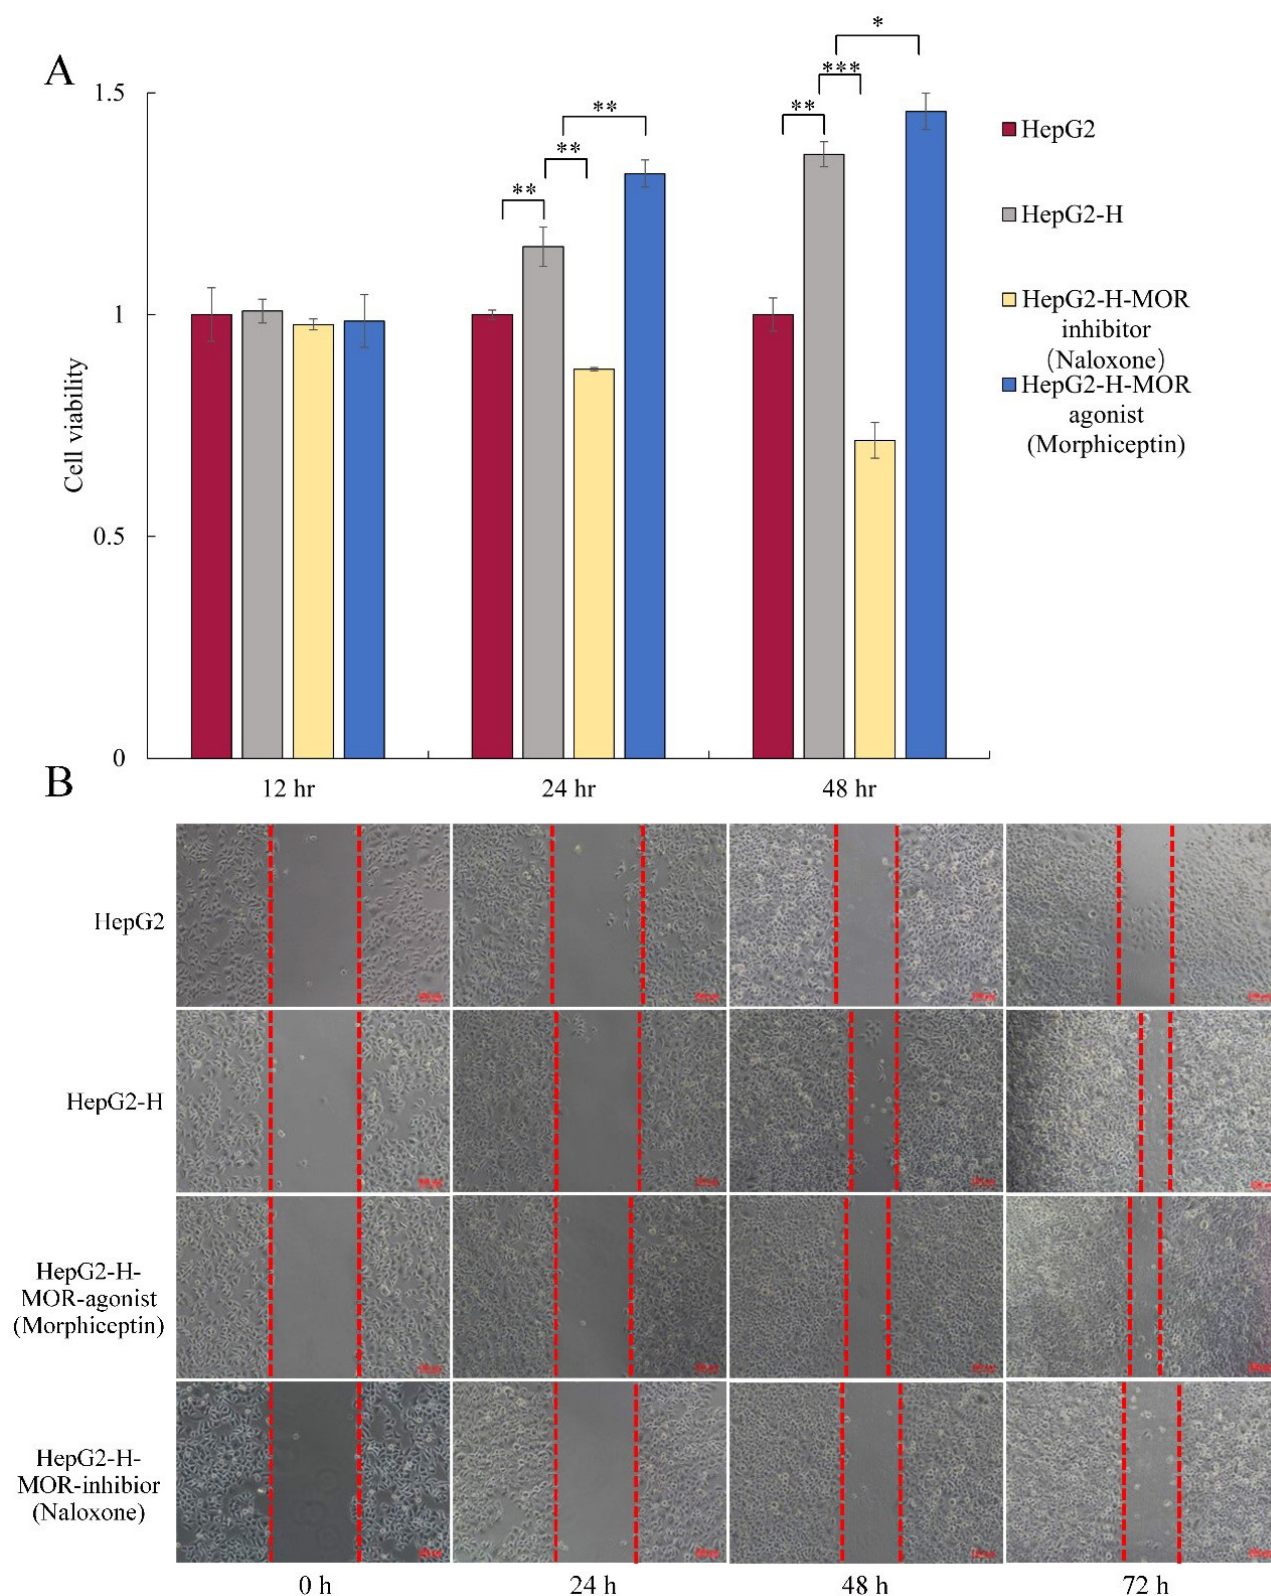 A
*
***
**
**
**
**
1.5
1
0.5
0
Cell viability
HepG2
HepG2-H
HepG2-H-MOR
inhibitor
(Naloxone)
HepG2-H-MOR
agonist
(Morphiceptin)
12 hr
24 hr
48 hr
B
HepG2
HepG2-H
HepG2-H-
MOR-agonist
(Morphiceptin)
HepG2-H-
MOR-inhibior
(Naloxone)
0 h
24 h
48 h
72 h